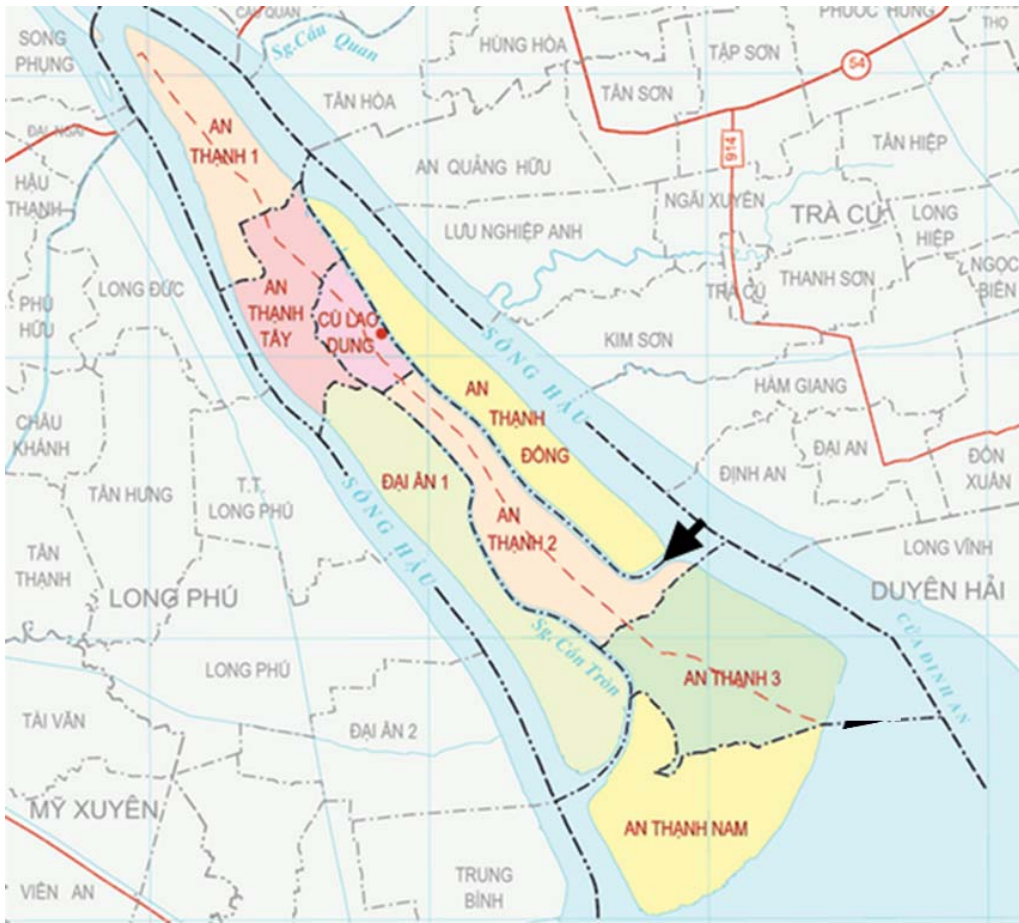 CẦU QUAN
PHƯỚC HƯNG
THỌ
SONG
PHỤNG
Sg. Cầu Quan
HÙNG HÒA
TẬP SƠN
54
TÂN HÒA
TÂN SƠN
AN
THẠNH 1
ĐẠI NGÃI
914
TÂN HIỆP
AN QUẢNG HỮU
HẬU
THẠNH
NGÃI XUYÊN
TRÀ CÚ
LONG
HIỆP
LƯU NGHIỆP ANH
NGỌC
BIÊN
LONG ĐỨC
AN
THẠNH
TÂY
TRÀ CÚ
THANH SƠN
PHÚ
HỮU
CÙ LAO
DUNG
SÔNG HẬU
KIM SƠN
AN
THẠNH
ĐÔNG
HÀM GIANG
CHÂU
KHÁNH
ĐẠI AN
ĐÔN
XUÂN
TÂN HƯNG
T.T.
LONG PHÚ
ĐẠI ÂN 1
ĐỊNH AN
SÔNG HẬU
AN
THẠNH 2
TÂN
THẠNH
LONG VĨNH
LONG PHÚ
DUYÊN HẢI
Sg. Cồn Tròn
CỬA ĐỊNH AN
LONG PHÚ
AN THẠNH 3
TÀI VĂN
ĐẠI ÂN 2
MỸ XUYÊN
AN THẠNH NAM
TRUNG
BÌNH
VIÊN AN